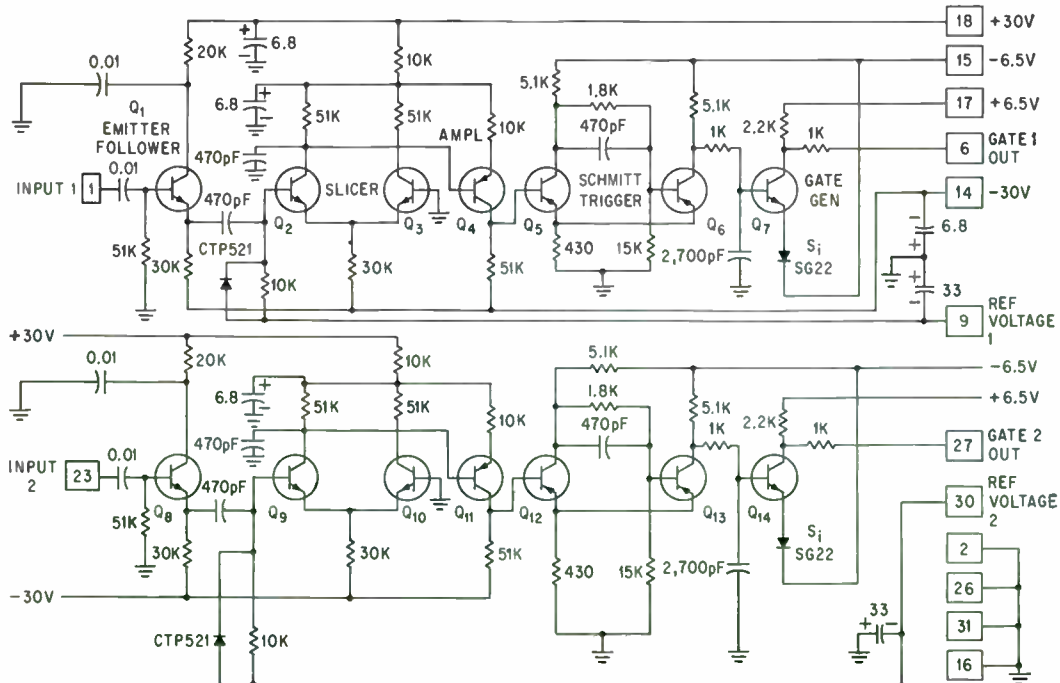 18 +30V
+
6.8
-
20K
10K
0.01
15 -6.5V
5.1K
1.8K
5.1K
17 +6.5V
6.8
+
-
51K
51K
10K
470pF
1K
2.2K
1K
6 GATE 1
OUT
Q1
EMITTER
FOLLOWER
AMPL
470pF
INPUT 1 1
0.01
470pF
SLICER
SCHMITT
TRIGGER
GATE
GEN
14 -30V
Q2
Q3
Q4
Q5
Q6
Q7
CTP521
51K
30K
10K
30K
51K
430
15K
2,700pF
Si
SG22
-
6.8
+
+
33
-
9 REF
VOLTAGE
1
+30V
20K
10K
0.01
5.1K
-6.5V
6.8
+
-
51K
51K
10K
1.8K
5.1K
+6.5V
470pF
470pF
1K
2.2K
1K
27 GATE 2
OUT
INPUT
2
23
0.01
470pF
Q8
Q9
Q10
Q11
Q12
Q13
Q14
30 REF
VOLTAGE
2
51K
30K
30K
51K
430
15K
2,700pF
Si
SG22
2
26
-30V
CTP521
10K
33
+ -
31
16